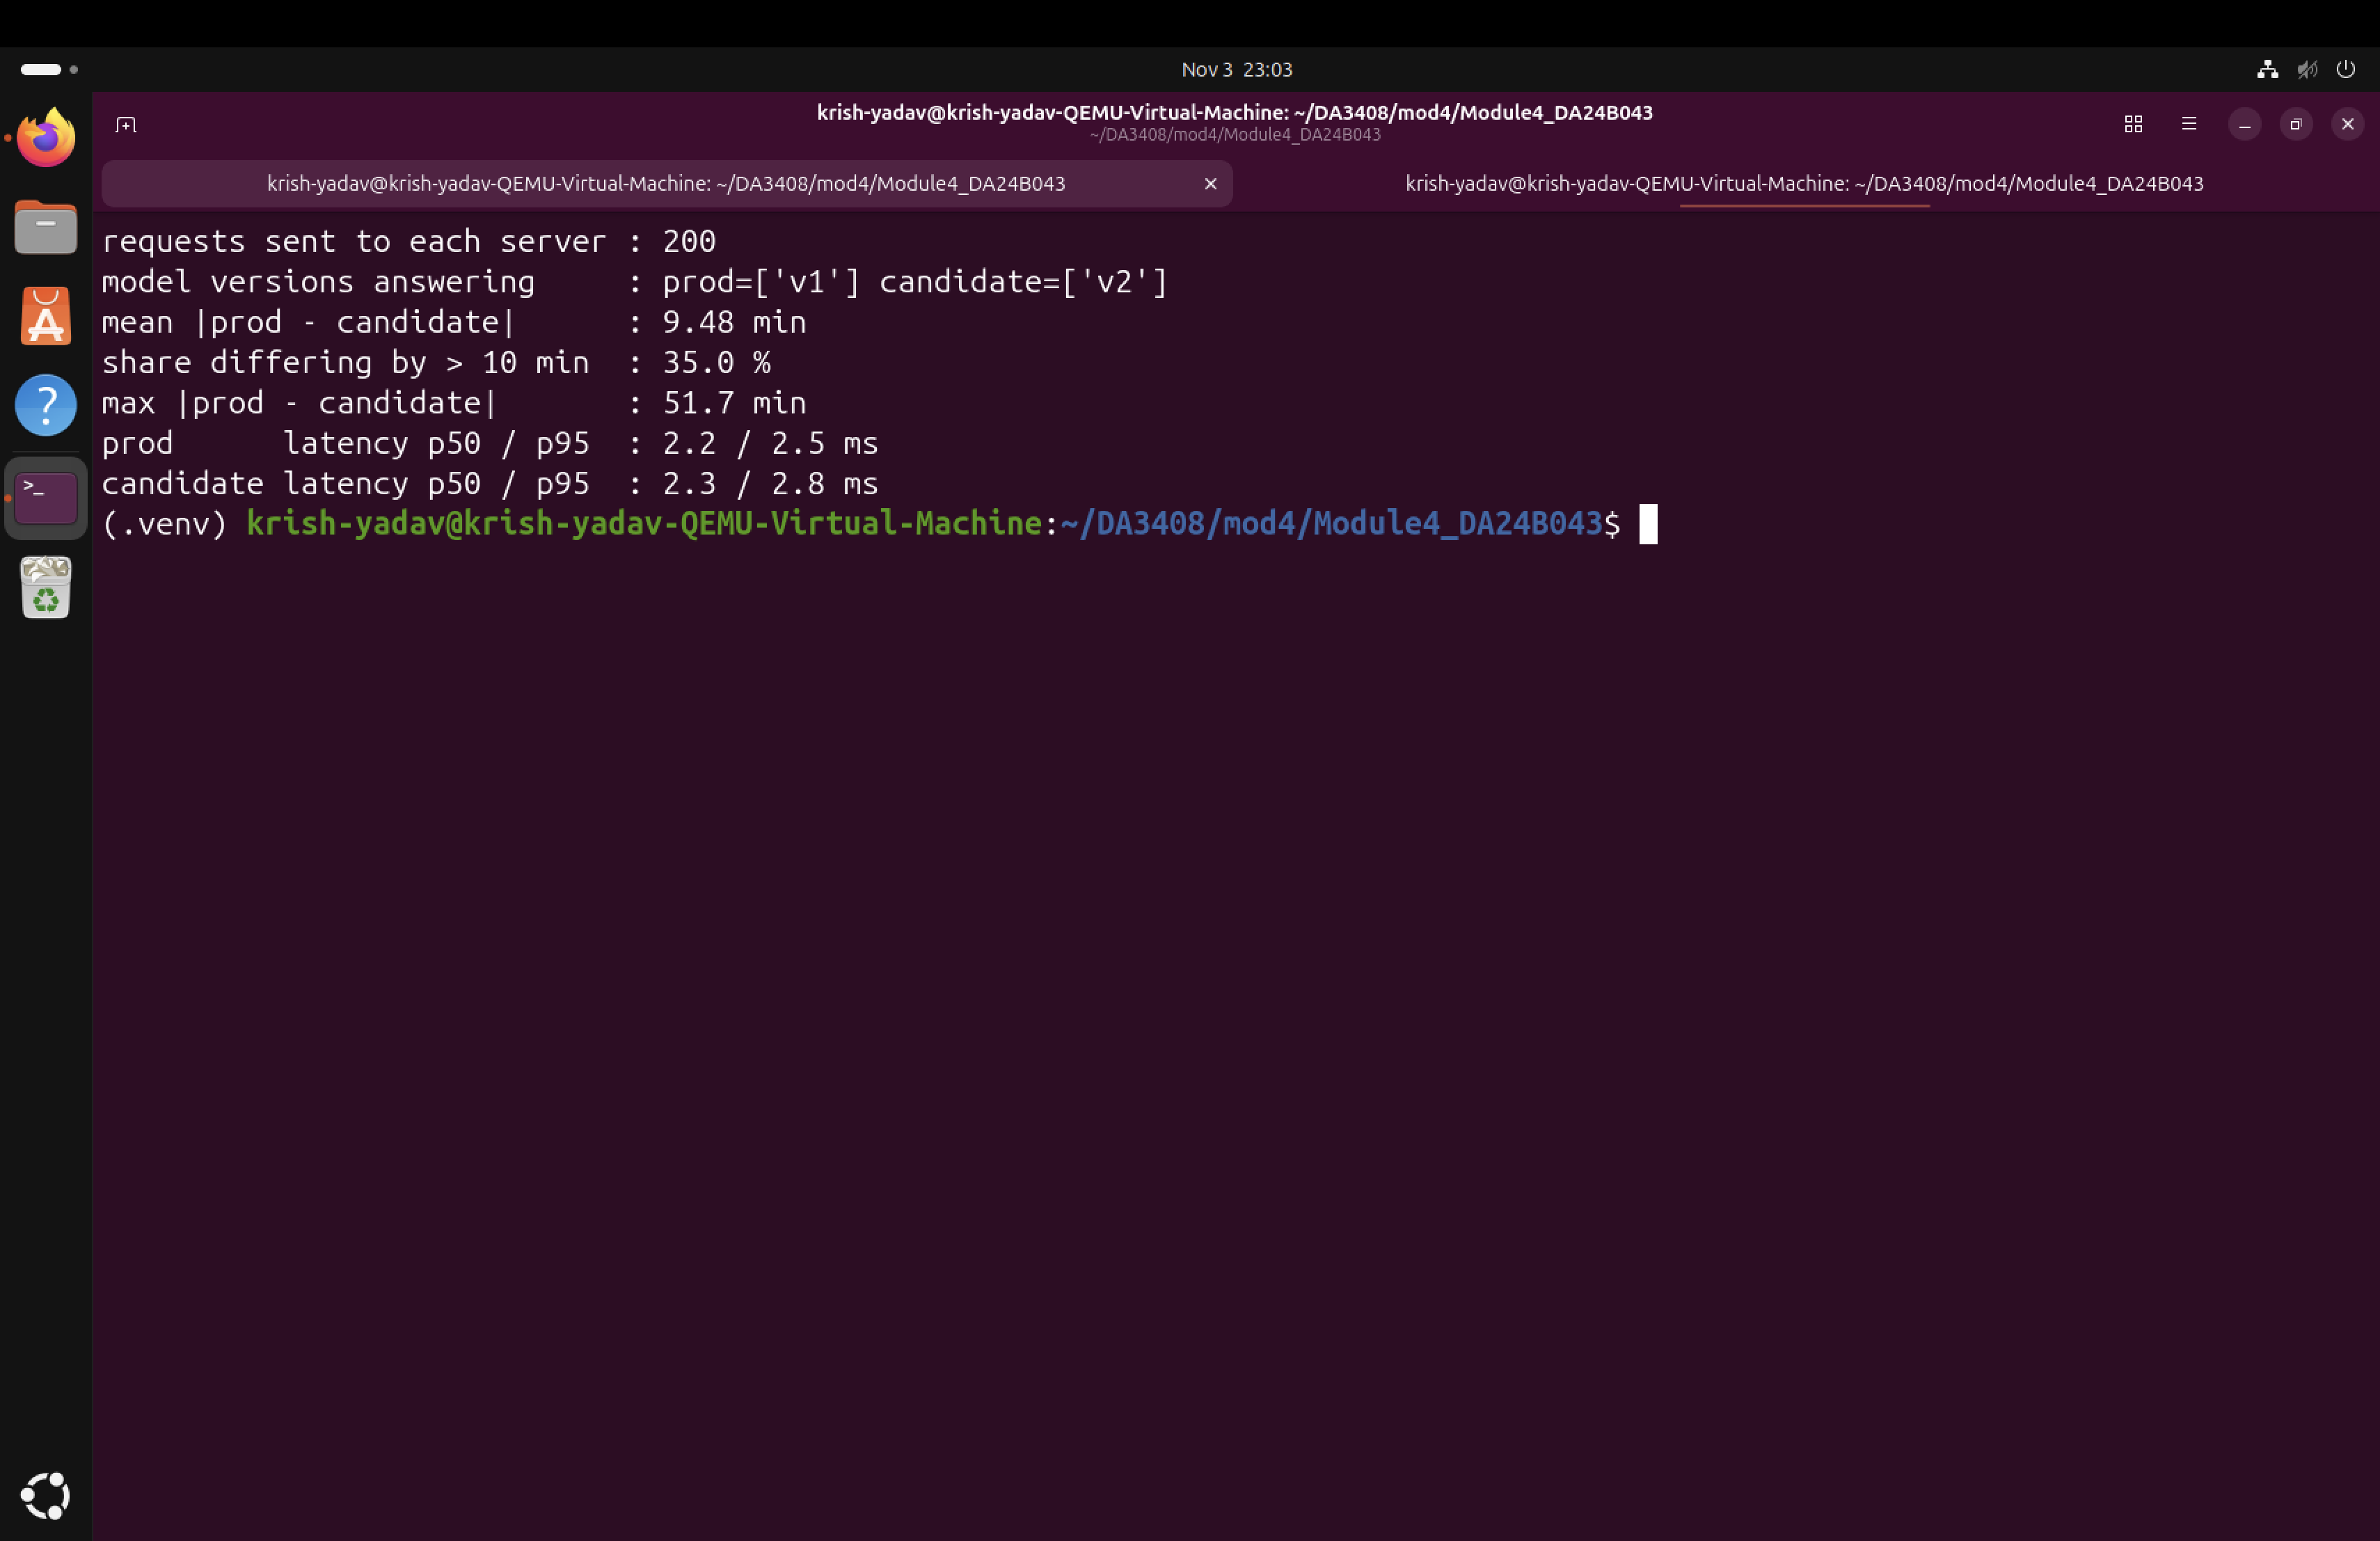 Nov 3 23:03
krish-yadav@krish-yadav-QEMU-Virtual-Machine: ~/DA3408/mod4/Module4_DA24B043
~/DA3408/mod4/Module4_DA24B043
krish-yadav@krish-yadav-QEMU-Virtual-Machine: ~/DA3408/mod4/Module4_DA24B043
krish-yadav@krish-yadav-QEMU-Virtual-Machine: ~/DA3408/mod4/Module4_DA24B043
requests sent to each server : 200
model versions answering     : prod=['v1'] candidate=['v2']
mean |prod - candidate|      : 9.48 min
share differing by > 10 min  : 35.0 %
max |prod - candidate|       : 51.7 min
prod      latency p50 / p95  : 2.2 / 2.5 ms
candidate latency p50 / p95  : 2.3 / 2.8 ms
(.venv) krish-yadav@krish-yadav-QEMU-Virtual-Machine:~/DA3408/mod4/Module4_DA24B043$